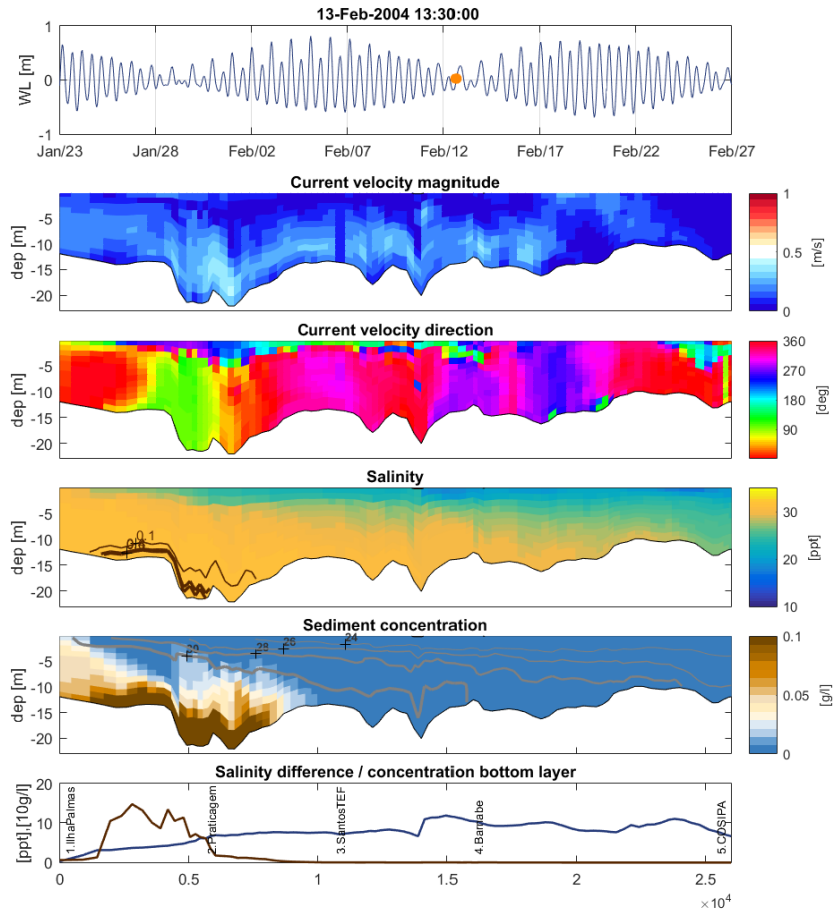 13-Feb-2004 13:30:00
WL [m]
1
0
-1
Jan/23 Jan/28 Feb/02 Feb/07 Feb/12 Feb/17 Feb/22 Feb/27
Current velocity magnitude
dep [m]
-5
-10
-15
-20
1
0.5
0
[m/s]
Current velocity direction
dep [m]
-5
-10
-15
-20
360
270
180
90
[deg]
Salinity
dep [m]
-5
-10
-15
-20
0.1
30
20
10
[ppt]
Sediment concentration
dep [m]
-5
-10
-15
-20
28
26
24
0.1
0.05
0
[g/l]
Salinity difference / concentration bottom layer
[ppt],[10g/l]
20
10
0
1.IlhaPalmas
2.Praticagem
3.SantosTEF
4.Barnabe
5.COSIPA
0 0.5 1 1.5 2 2.5
×10⁴